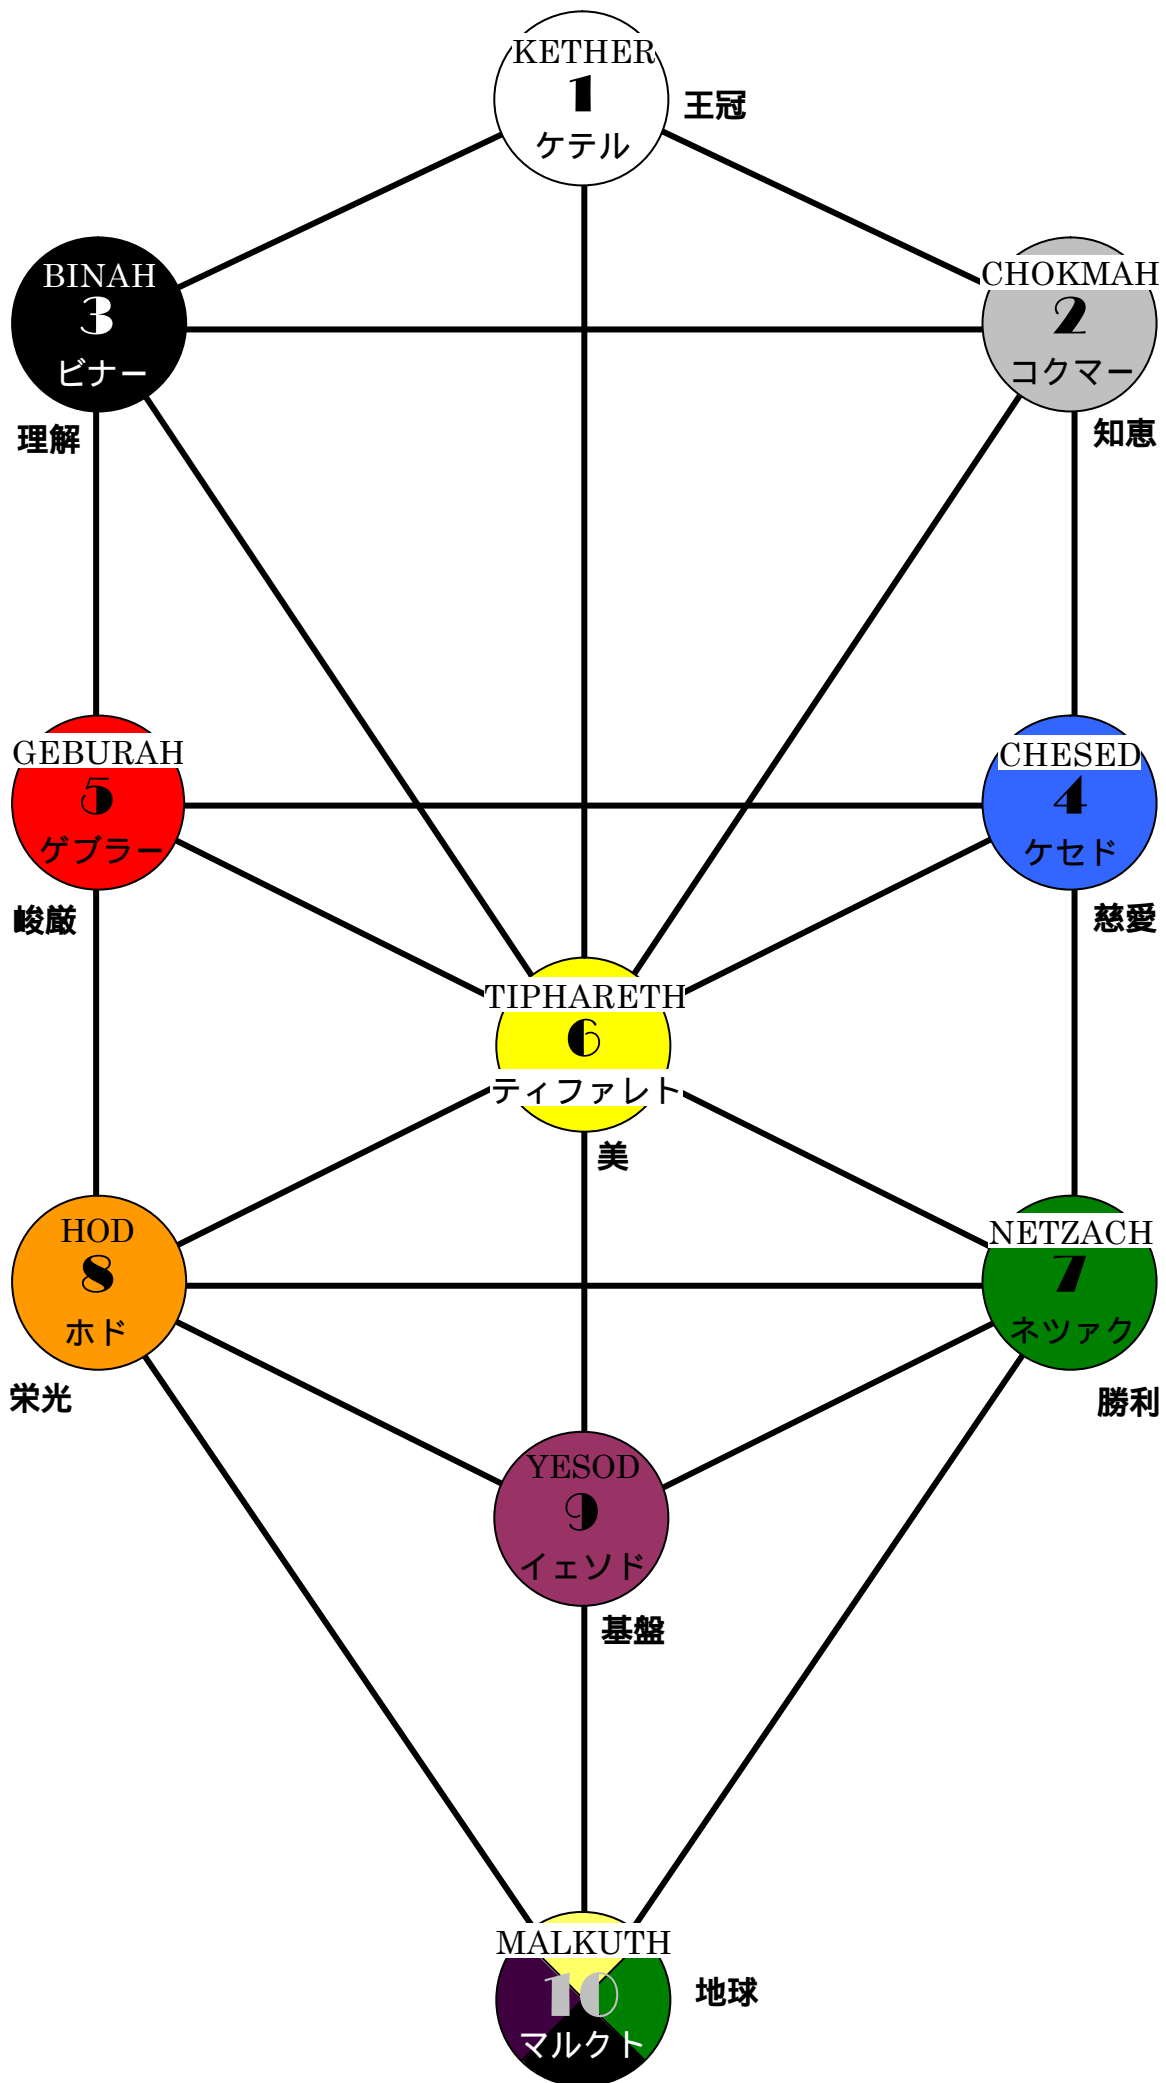 KETHER
1
ケテル
王冠
BINAH
3
ビナー
理解
CHOKMAH
2
コクマー
知恵
GEBURAH
5
ゲブラー
峻厳
CHESED
4
ケセド
慈愛
TIPHARETH
6
ティファレト
美
HOD
8
ホド
栄光
NETZACH
7
ネツァク
勝利
YESOD
9
イェソド
基盤
MALKUTH
10
マルクト
地球